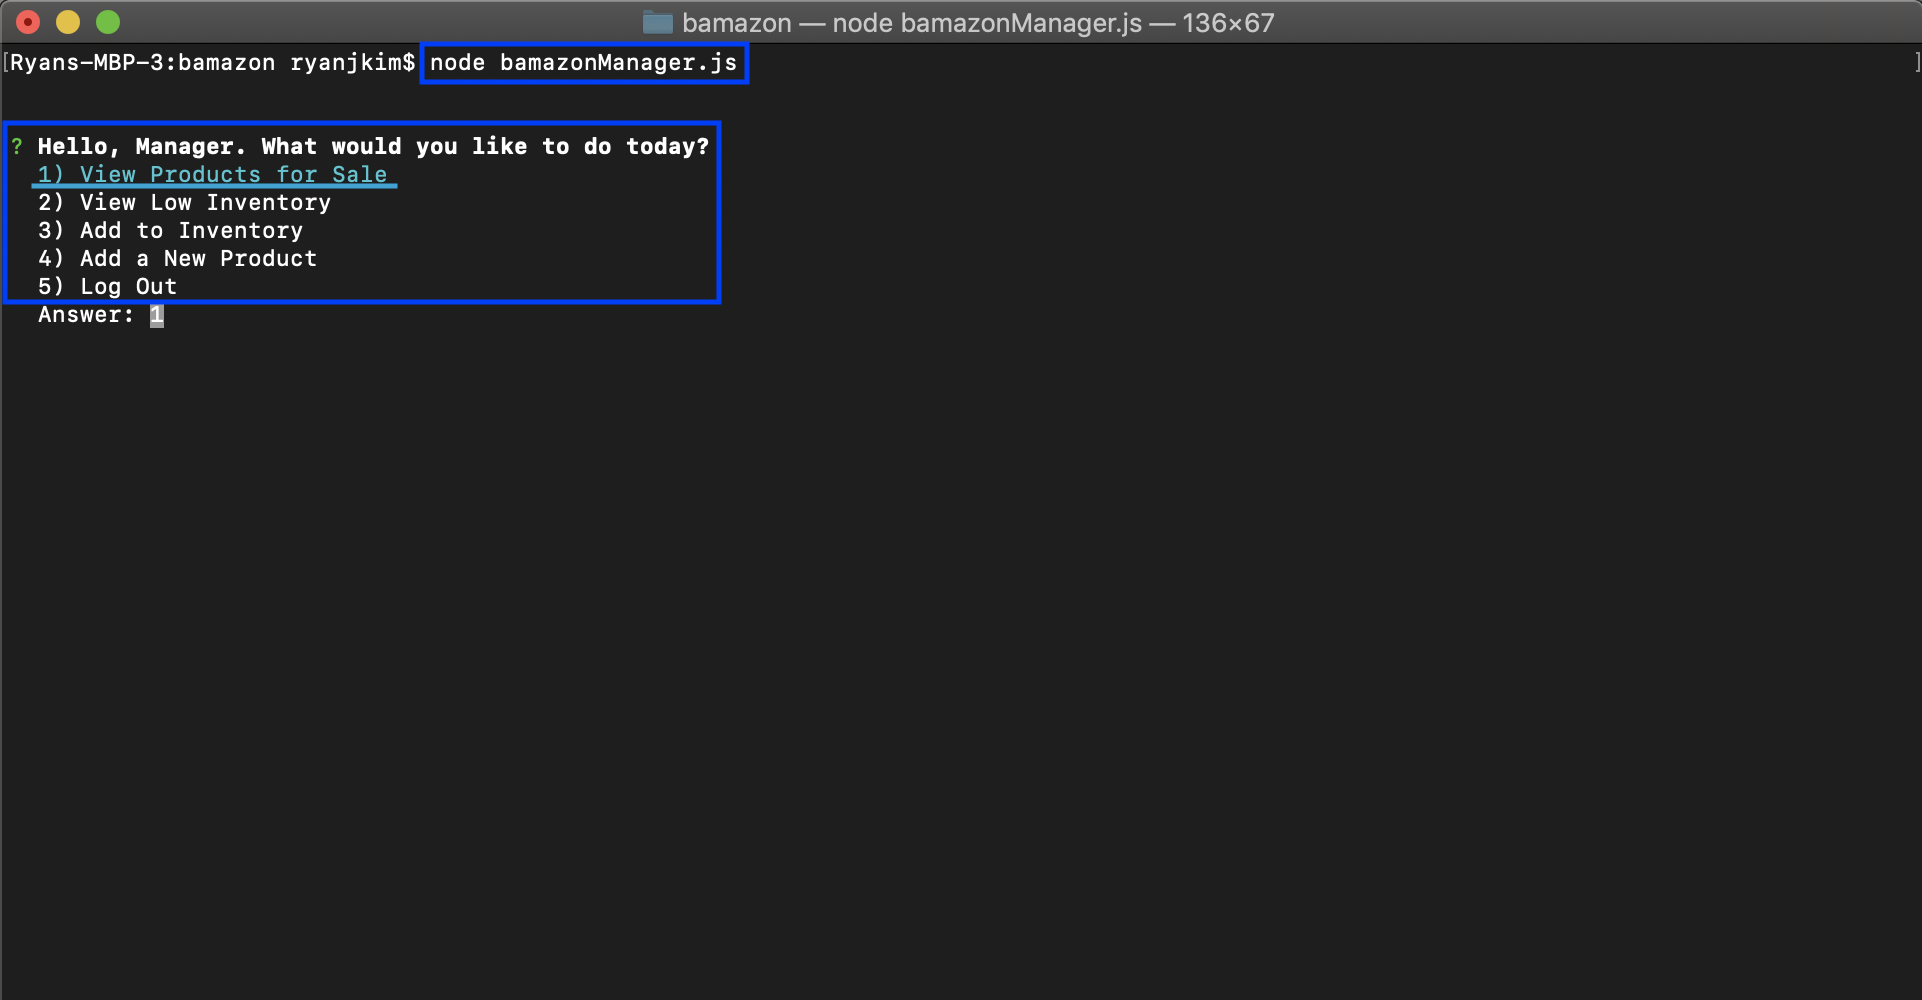 bamazon — node bamazonManager.js — 136×67
[Ryans-MBP-3:bamazon ryanjkim$ node bamazonManager.js ]
? Hello, Manager. What would you like to do today?
1) View Products for Sale
2) View Low Inventory
3) Add to Inventory
4) Add a New Product
5) Log Out
Answer: 1